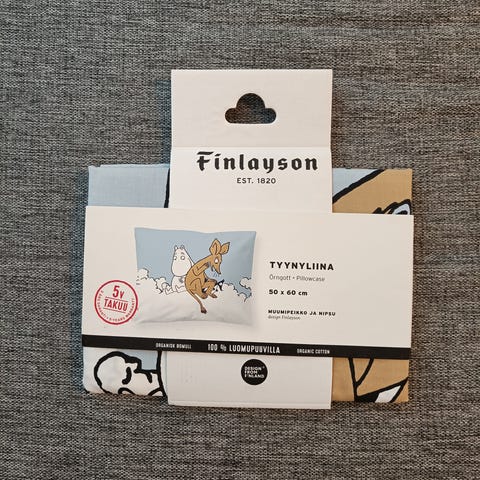 Finlayson
EST. 1820
TYYNYLIINA
Örngott • Pillowcase
50 x 60 cm
MUUMIPEIKKO JA NIPSU
design Finlayson
5V
TAKUU
ORGANISK BOMULL 100 % LUOMUPUUVILLA ORGANIC COTTON
DESIGN
FROM
FINLAND